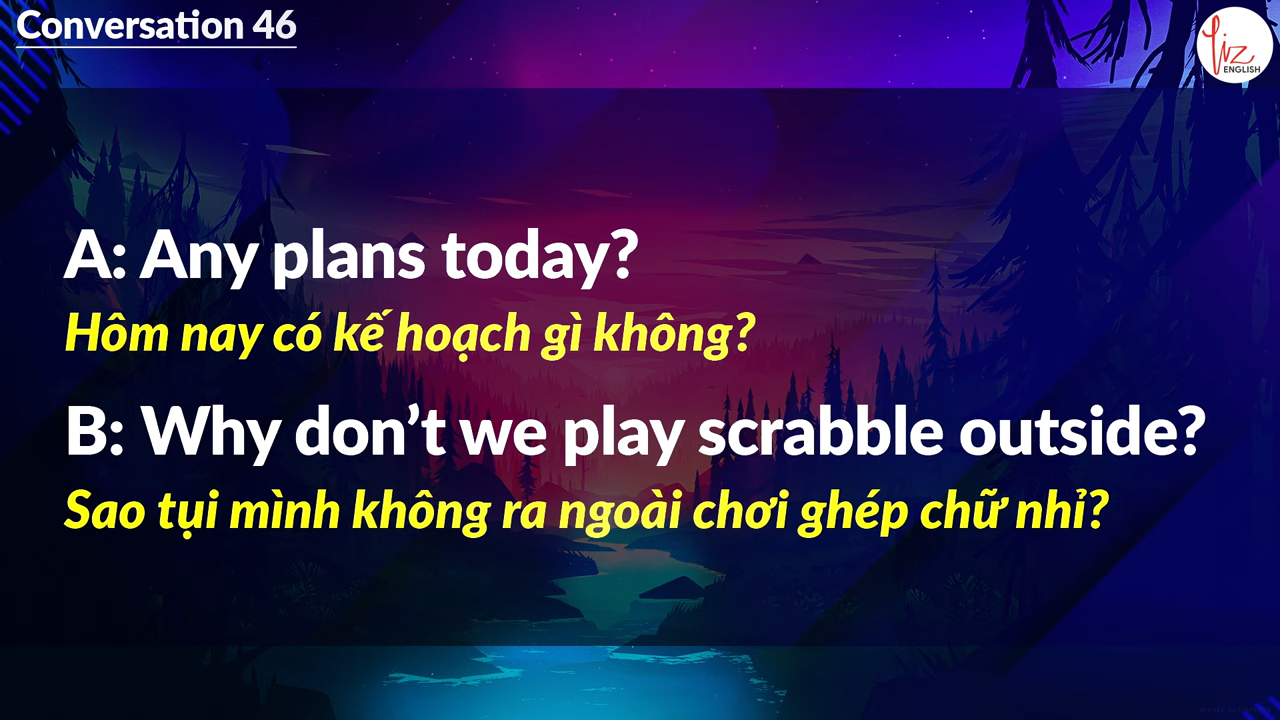 Conversation 46
Liz
ENGLISH
A: Any plans today?
Hôm nay có kế hoạch gì không?
B: Why don’t we play scrabble outside?
Sao tụi mình không ra ngoài chơi ghép chữ nhỉ?